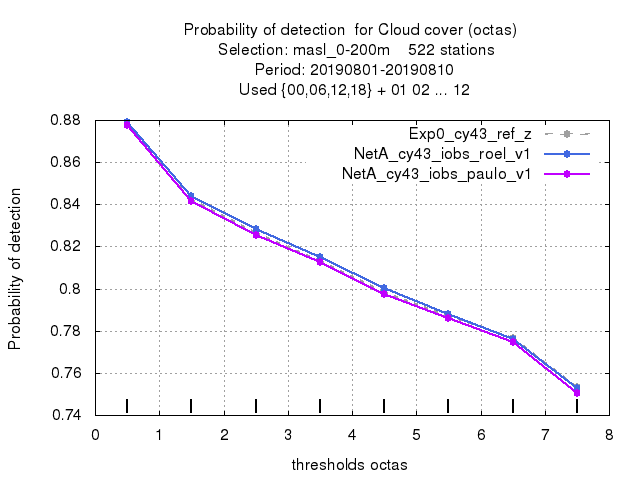 Probability of detection  for Cloud cover (octas)
Selection: masl_0-200m    522 stations
Period: 20190801-20190810
Used {00,06,12,18} + 01 02 ... 12
Exp0_cy43_ref_z
NetA_cy43_iobs_roel_v1
NetA_cy43_iobs_paulo_v1
Probability of detection
0.88
0.86
0.84
0.82
0.8
0.78
0.76
0.74
0 1 2 3 4 5 6 7 8
thresholds octas